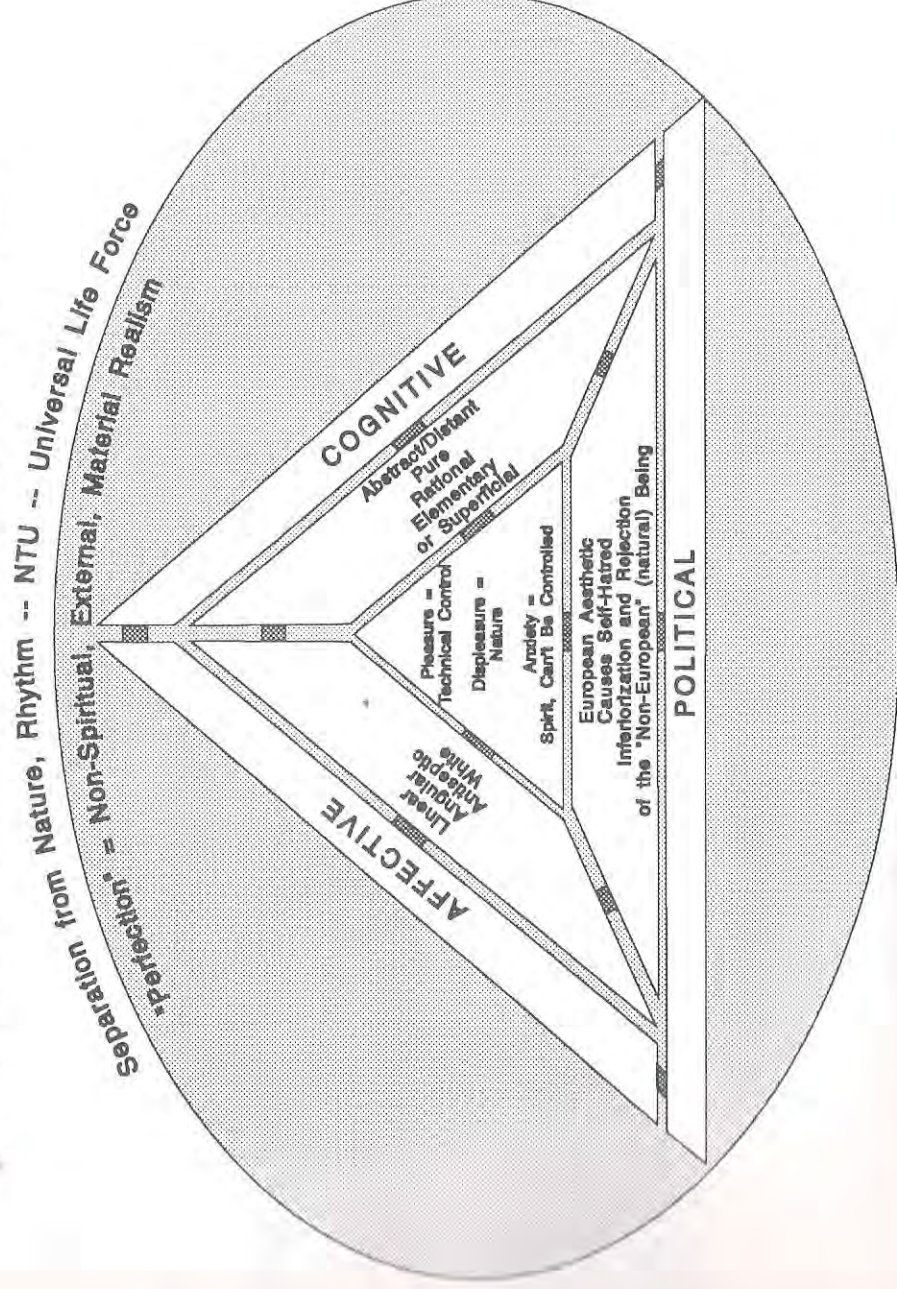 Separation from Nature, Rhythm -- NTU -- Universal Life Force
"Perfection" = Non-Spiritual, External, Material Realism
AFFECTIVE
COGNITIVE
Linear
Angular
Antiseptic
White
Abstract/Distant
Pure
Rational
Elementary
or Superficial
Pleasure =
Technical Control
Displeasure =
Nature
Anxiety =
Spirit, Can't Be Controlled
European Aesthetic
Causes Self-Hatred
Inferiorization and Rejection
of the "Non-European" (natural) Being
POLITICAL